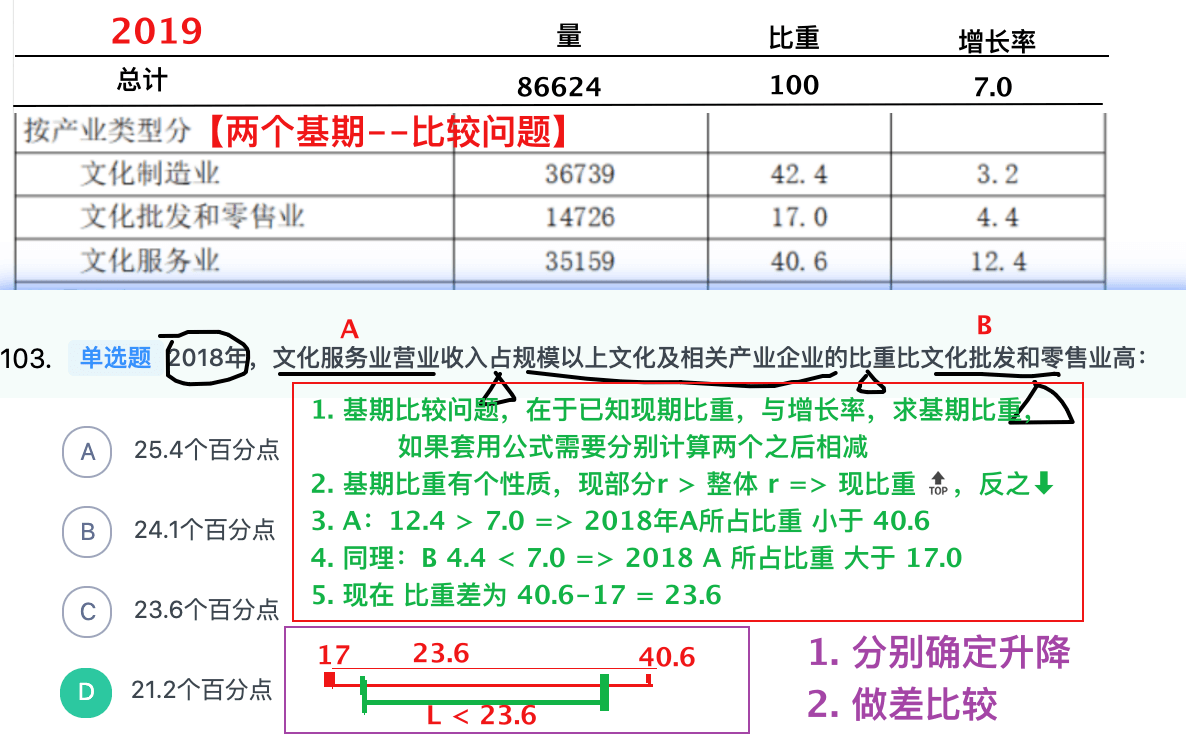 2019 量 比重 增长率
总计 86624 100 7.0
按产业类型分【两个基期--比较问题】
文化制造业 36739 42.4 3.2
文化批发和零售业 14726 17.0 4.4
文化服务业 35159 40.6 12.4
A B
103. 单选题 2018年，文化服务业营业收入占规模以上文化及相关产业企业的比重比文化批发和零售业高：
1. 基期比较问题，在于已知现期比重，与增长率，求基期比重，
如果套用公式需要分别计算两个之后相减
2. 基期比重有个性质，现部分r > 整体 r => 现比重 TOP，反之
3. A：12.4 > 7.0 => 2018年A所占比重 小于 40.6
4. 同理：B 4.4 < 7.0 => 2018 A 所占比重 大于 17.0
5. 现在 比重差为 40.6-17 = 23.6
A 25.4个百分点
B 24.1个百分点
C 23.6个百分点
D 21.2个百分点
17 23.6 40.6
L < 23.6
1. 分别确定升降
2. 做差比较